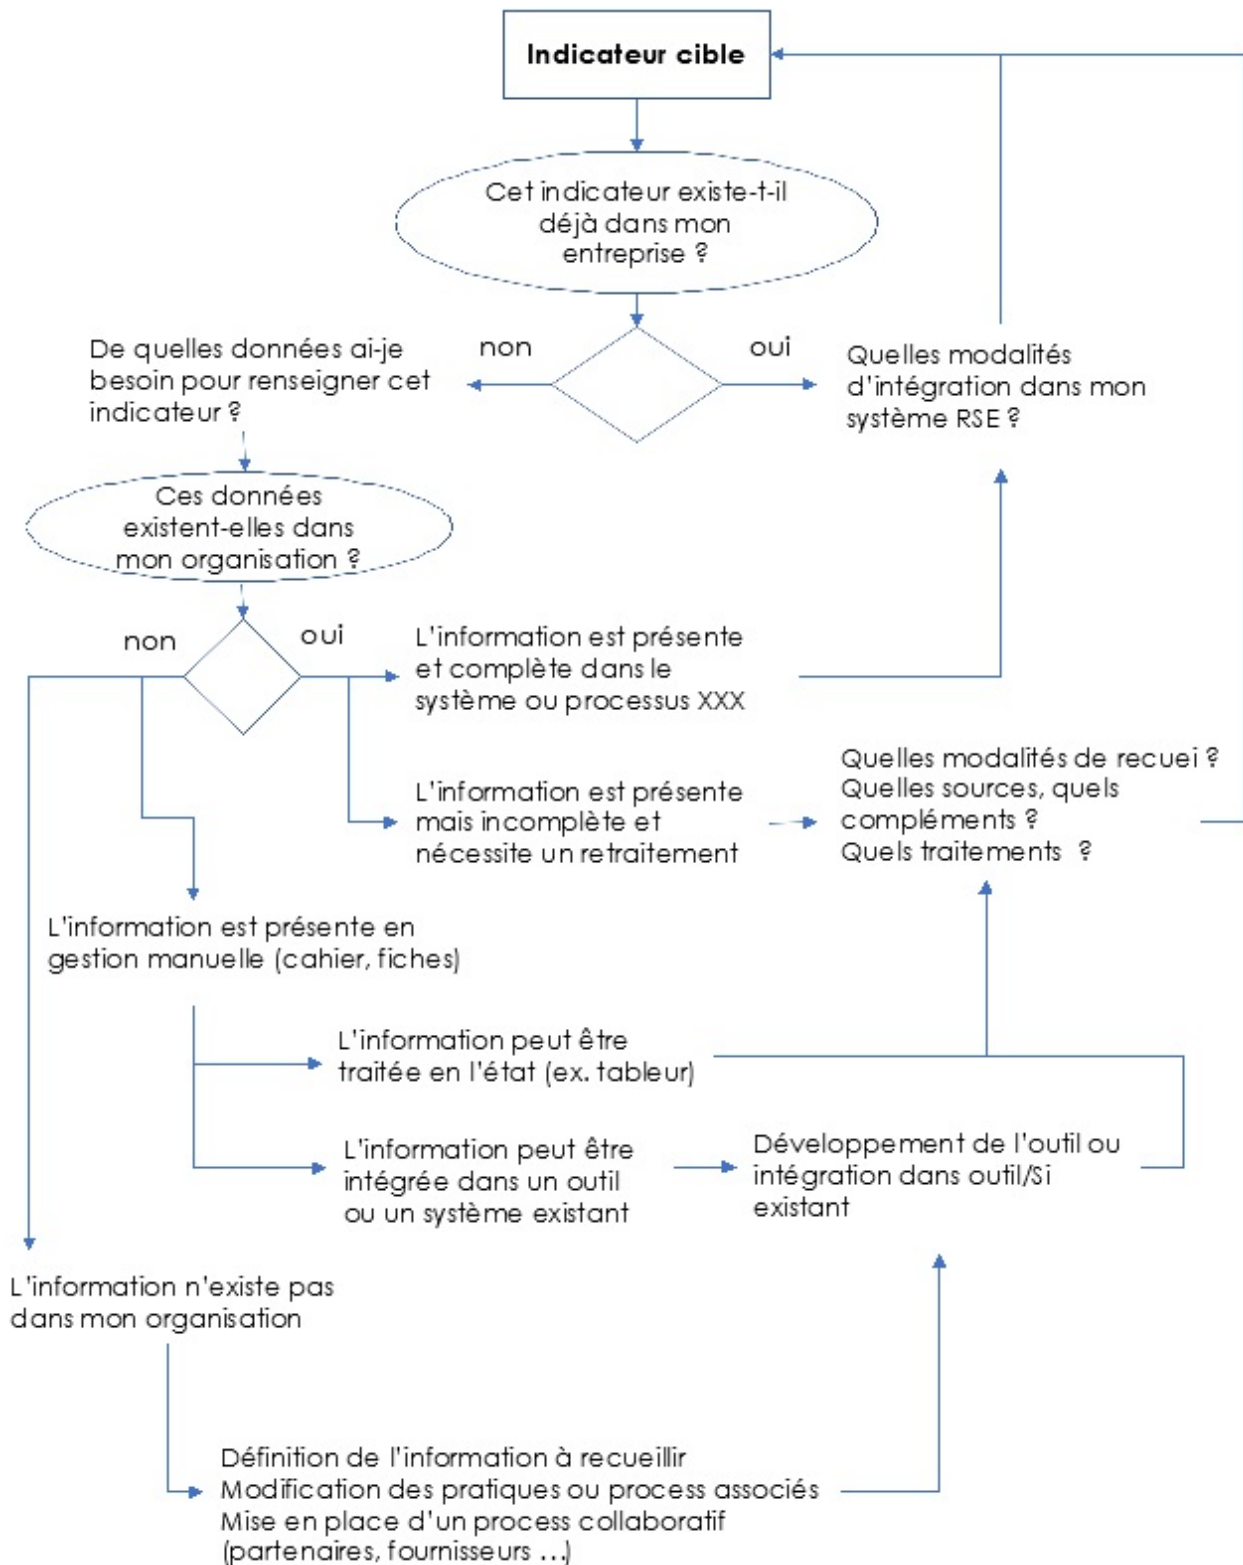 Indicateur cible
Cet indicateur existe-t-il
déjà dans mon
entreprise ?
non
oui
De quelles données ai-je
besoin pour renseigner cet
indicateur ?
Quelles modalités
d'intégration dans mon
système RSE ?
Ces données
existent-elles dans
mon organisation ?
non
oui
L'information est présente
et complète dans le
système ou processus XXX
L'information est présente
mais incomplète et
nécessite un retraitement
Quelles modalités de recuei ?
Quelles sources, quels
compléments ?
Quels traitements ?
L'information est présente en
gestion manuelle (cahier, fiches)
L'information peut être
traitée en l'état (ex. tableur)
L'information peut être
intégrée dans un outil
ou un système existant
Développement de l'outil ou
intégration dans outil/Si
existant
L'information n'existe pas
dans mon organisation
Définition de l'information à recueillir
Modification des pratiques ou process associés
Mise en place d'un process collaboratif
(partenaires, fournisseurs ...)